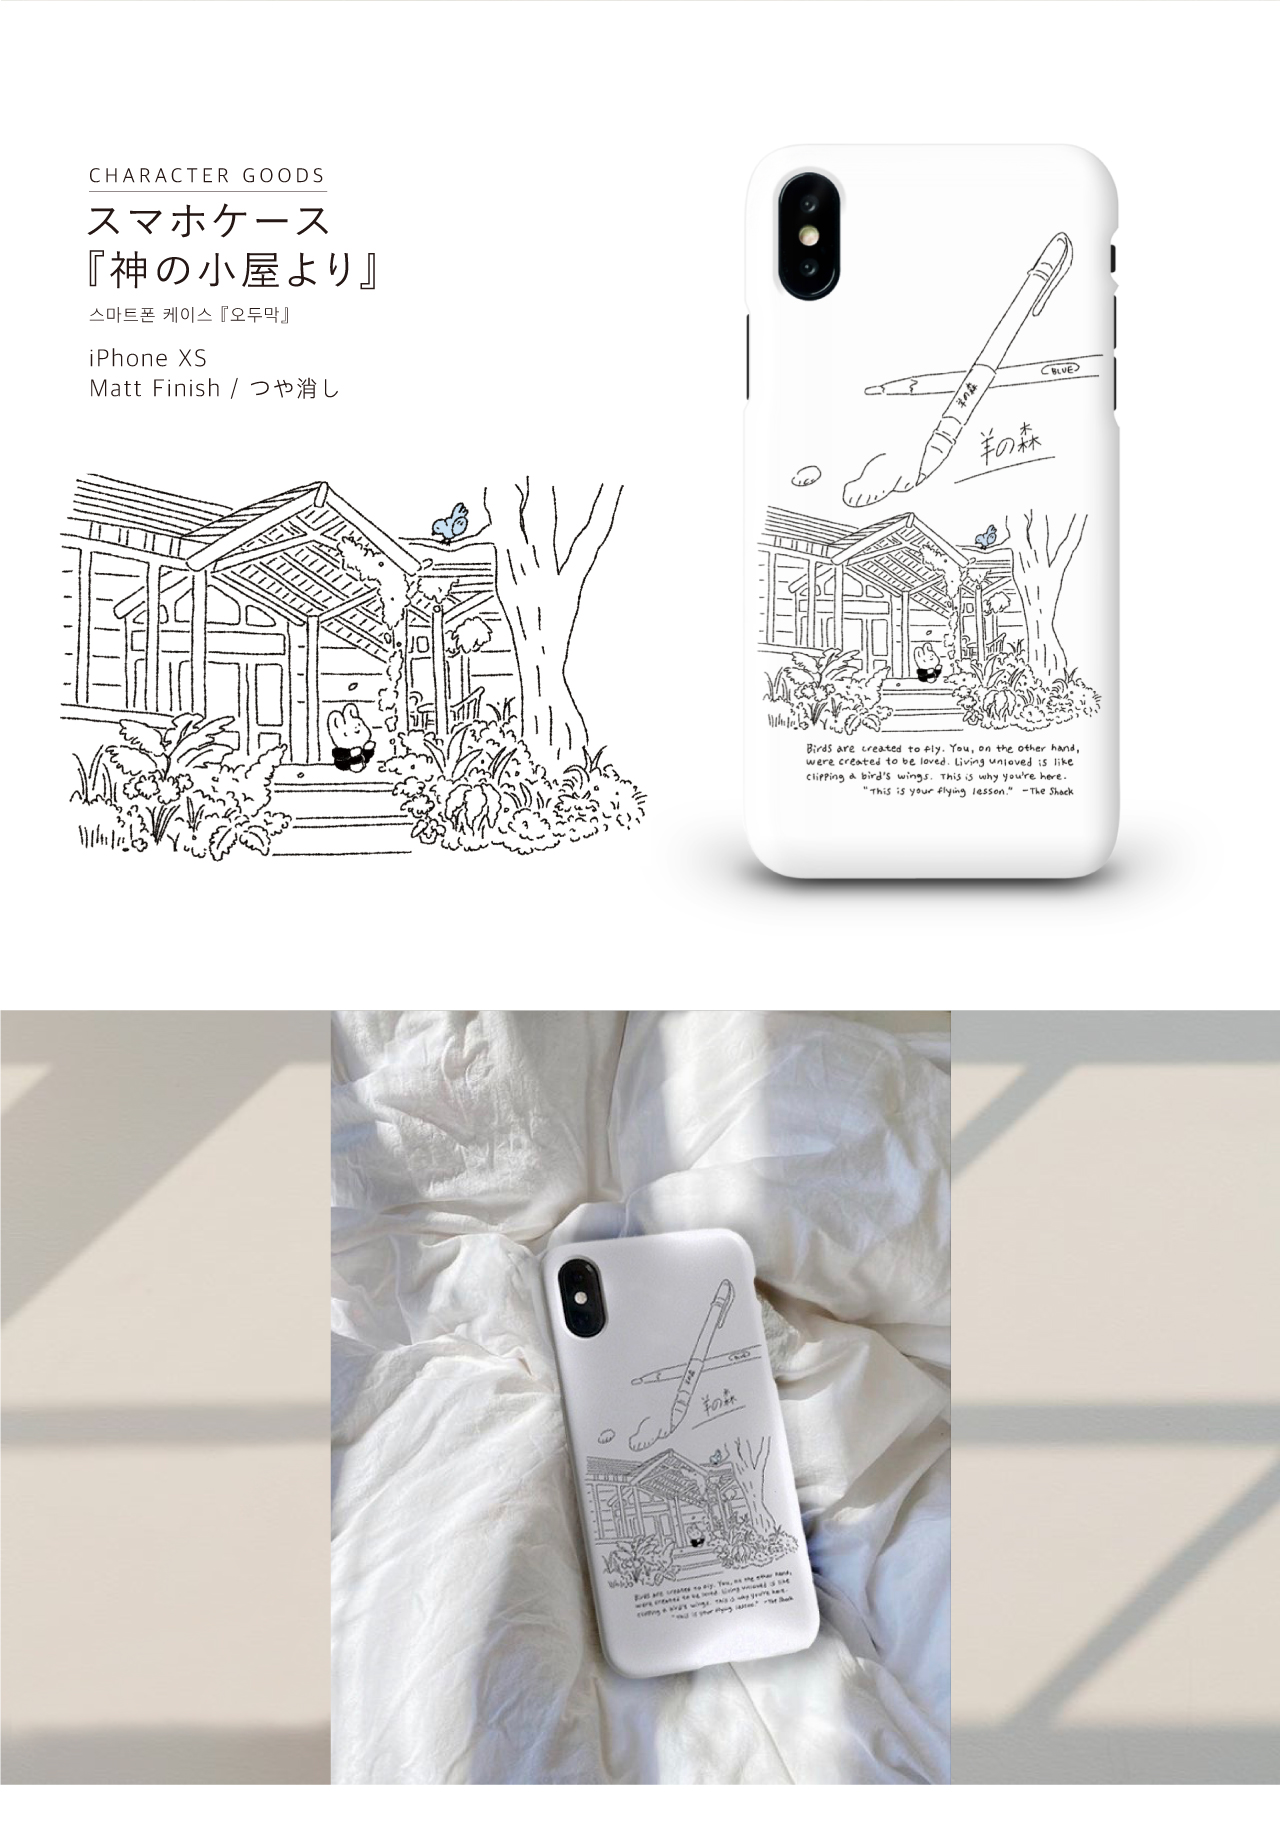 CHARACTER GOODS
スマホケース
『神の小屋より』
스마트폰 케이스 『오두막』
iPhone XS
Matt Finish / つや消し
BLUE
羊の森
羊の森
Birds are created to fly. You, on the other hand,
were created to be loved. Living unloved is like
clipping a bird's wings. This is why you're here.
"This is your flying lesson." -The Shack
BLUE
羊の森
羊の森
Birds are created to fly. You, on the other hand,
were created to be loved. Living unloved is like
clipping a bird's wings. This is why you're here.
"This is your flying lesson." -The Shack